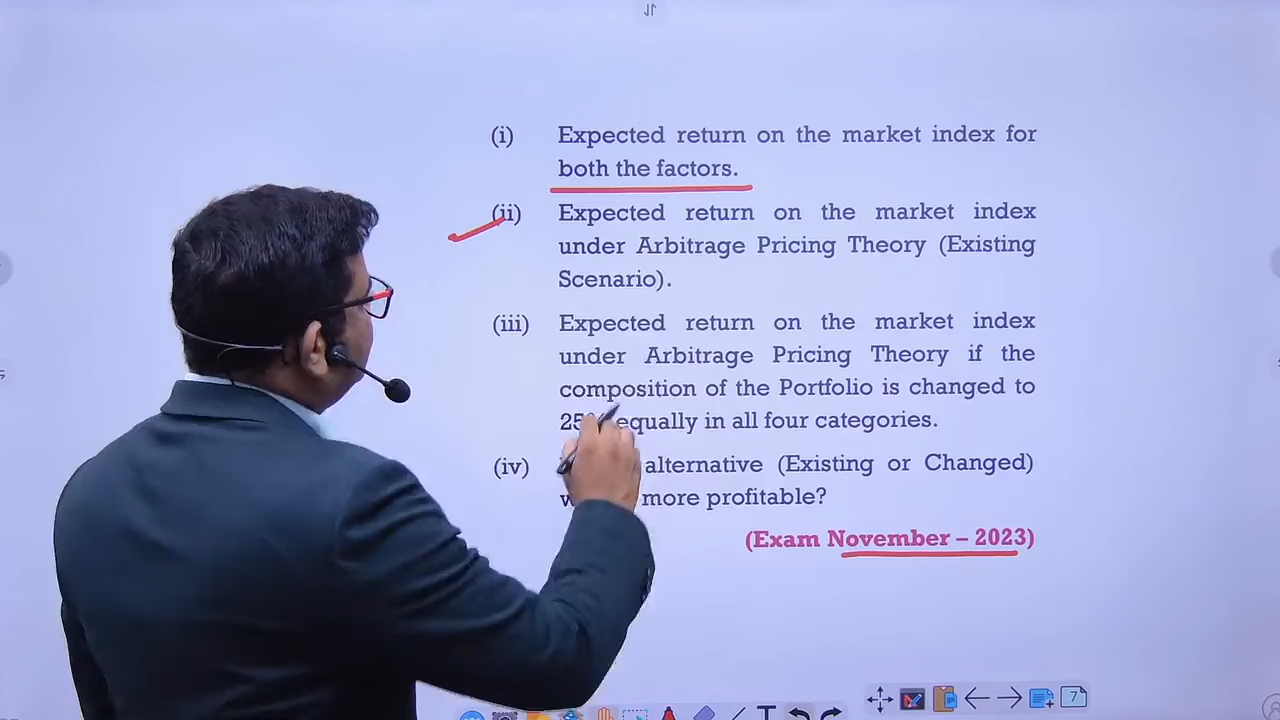 (i) Expected return on the market index for
both the factors.
(ii) Expected return on the market index
under Arbitrage Pricing Theory (Existing
Scenario).
(iii) Expected return on the market index
under Arbitrage Pricing Theory if the
composition of the Portfolio is changed to
equally in all four categories.
(iv) alternative (Existing or Changed)
more profitable?
(Exam November – 2023)
T 7